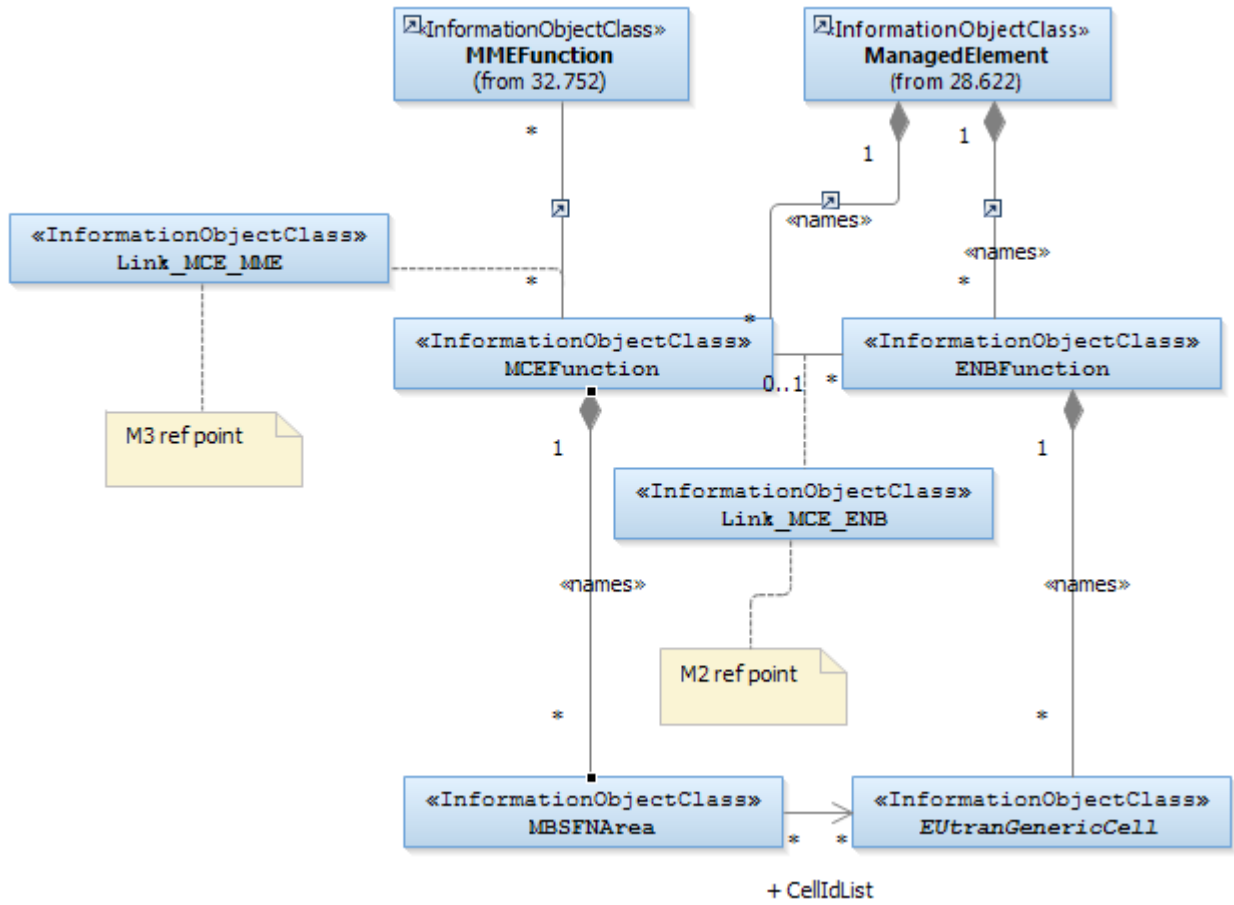 «InformationObjectClass»
MMEFunction
(from 32.752)
«InformationObjectClass»
ManagedElement
(from 28.622)
*
1
1
«names»
«InformationObjectClass»
Link_MCE_MME
«names»
*
*
*
«InformationObjectClass»
MCEFunction
«InformationObjectClass»
ENBFunction
0..1
*
M3 ref point
1
1
«InformationObjectClass»
Link_MCE_ENB
«names»
«names»
M2 ref point
*
*
«InformationObjectClass»
MBSFNArea
«InformationObjectClass»
EUtranGenericCell
*
*
+ CellIdList